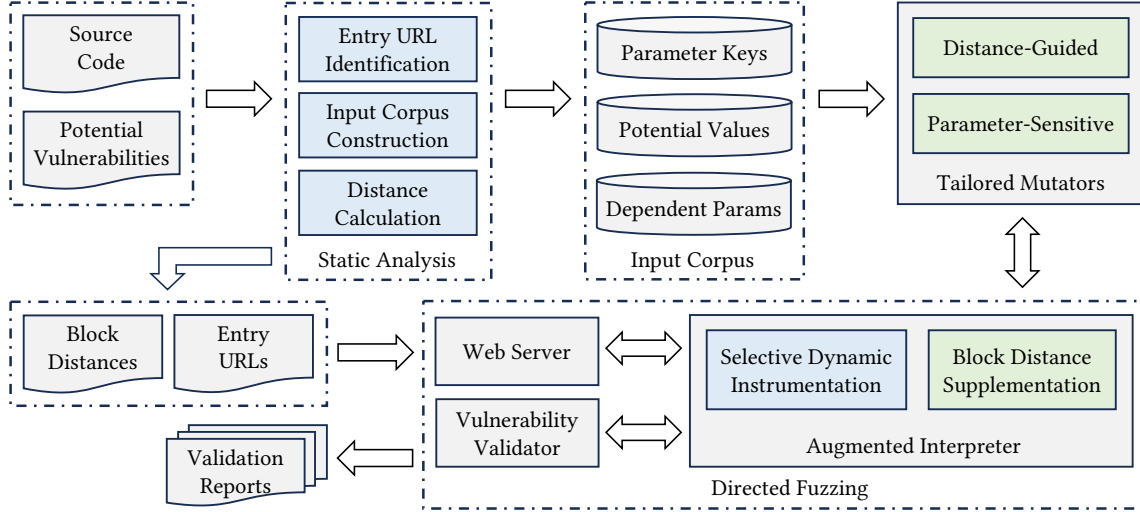 Source
Code
Potential
Vulnerabilities
Entry URL
Identification
Input Corpus
Construction
Distance
Calculation
Static Analysis
Parameter Keys
Potential Values
Dependent Params
Input Corpus
Distance-Guided
Parameter-Sensitive
Tailored Mutators
Block
Distances
Entry
URLs
Web Server
Vulnerability
Validator
Selective Dynamic
Instrumentation
Block Distance
Supplementation
Augmented Interpreter
Directed Fuzzing
Validation
Reports